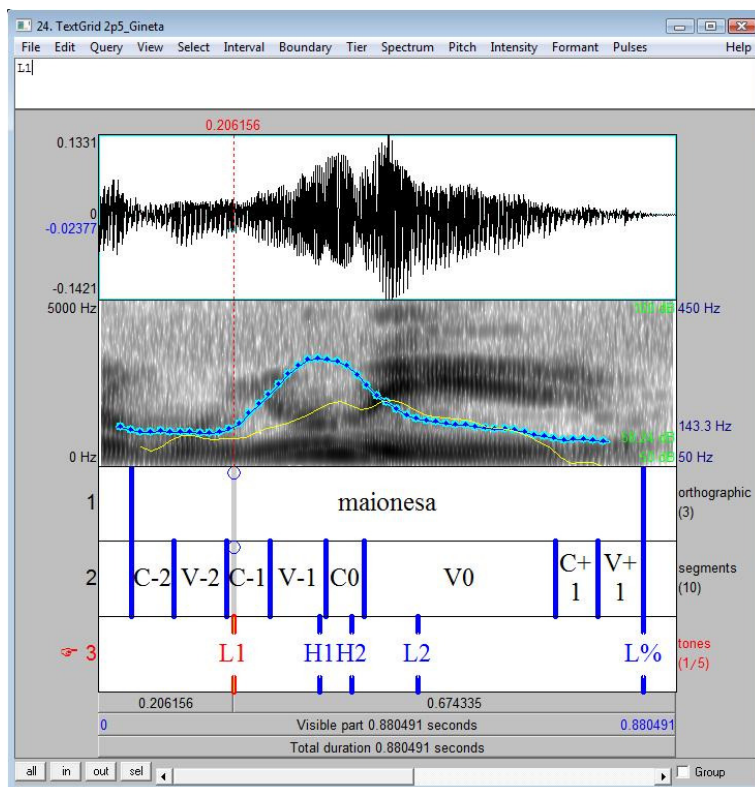 24. TextGrid 2p5_Gineta
File Edit Query View Select Interval Boundary Tier Spectrum Pitch Intensity Formant Pulses Help
L1
0.206156
0.1331
0
-0.02377
-0.1421
5000 Hz
450 Hz
143.3 Hz
0 Hz
50 Hz
1 maionesa orthographic
(3)
2 C-2 V-2 C-1 V-1 C0 V0 C+
1 V+
1 segments
(10)
3 L1 H1 H2 L2 L% tones
(1/5)
0.206156 0.674335
0 Visible part 0.880491 seconds 0.880491
Total duration 0.880491 seconds
all in out sel Group